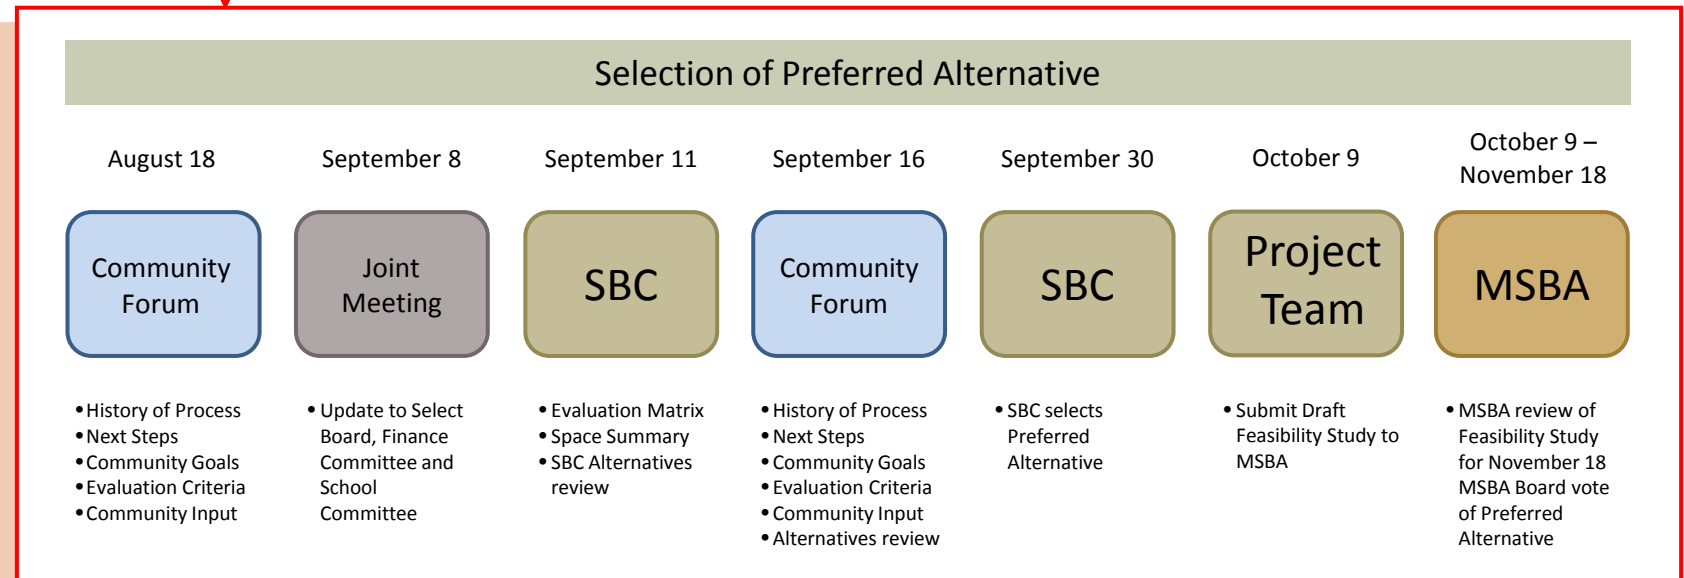 Selection of Preferred Alternative
August 18
September 8
September 11
September 16
September 30
October 9
October 9 –
November 18
Community
Forum
Joint
Meeting
SBC
Community
Forum
SBC
Project
Team
MSBA
• History of Process
• Next Steps
• Community Goals
• Evaluation Criteria
• Community Input
• Update to Select
Board, Finance
Committee and
School
Committee
• Evaluation Matrix
• Space Summary
• SBC Alternatives
review
• History of Process
• Next Steps
• Community Goals
• Evaluation Criteria
• Community Input
• Alternatives review
• SBC selects
Preferred
Alternative
• Submit Draft
Feasibility Study to
MSBA
• MSBA review of
Feasibility Study
for November 18
MSBA Board vote
of Preferred
Alternative